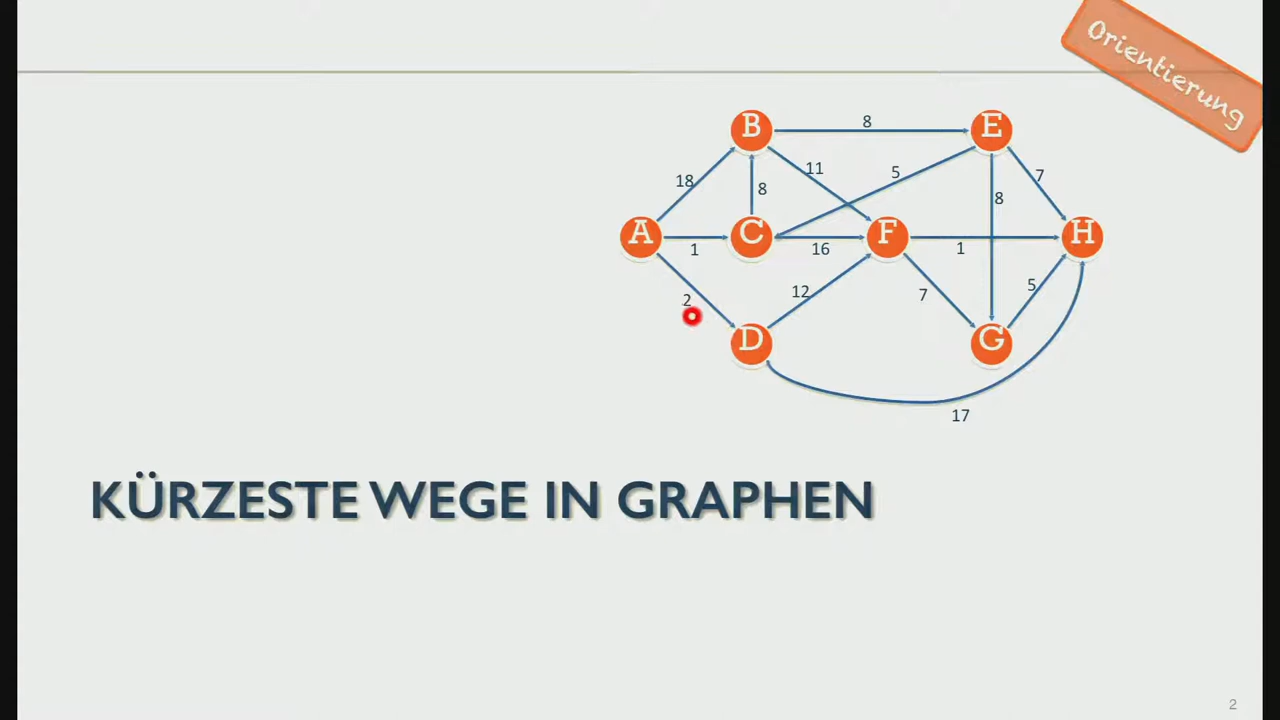 Orientierung
B 8 E
18 11 5 7
8 8
A C F H
1 16 1
2 12 7 5
D G
17
KÜRZESTE WEGE IN GRAPHEN
2